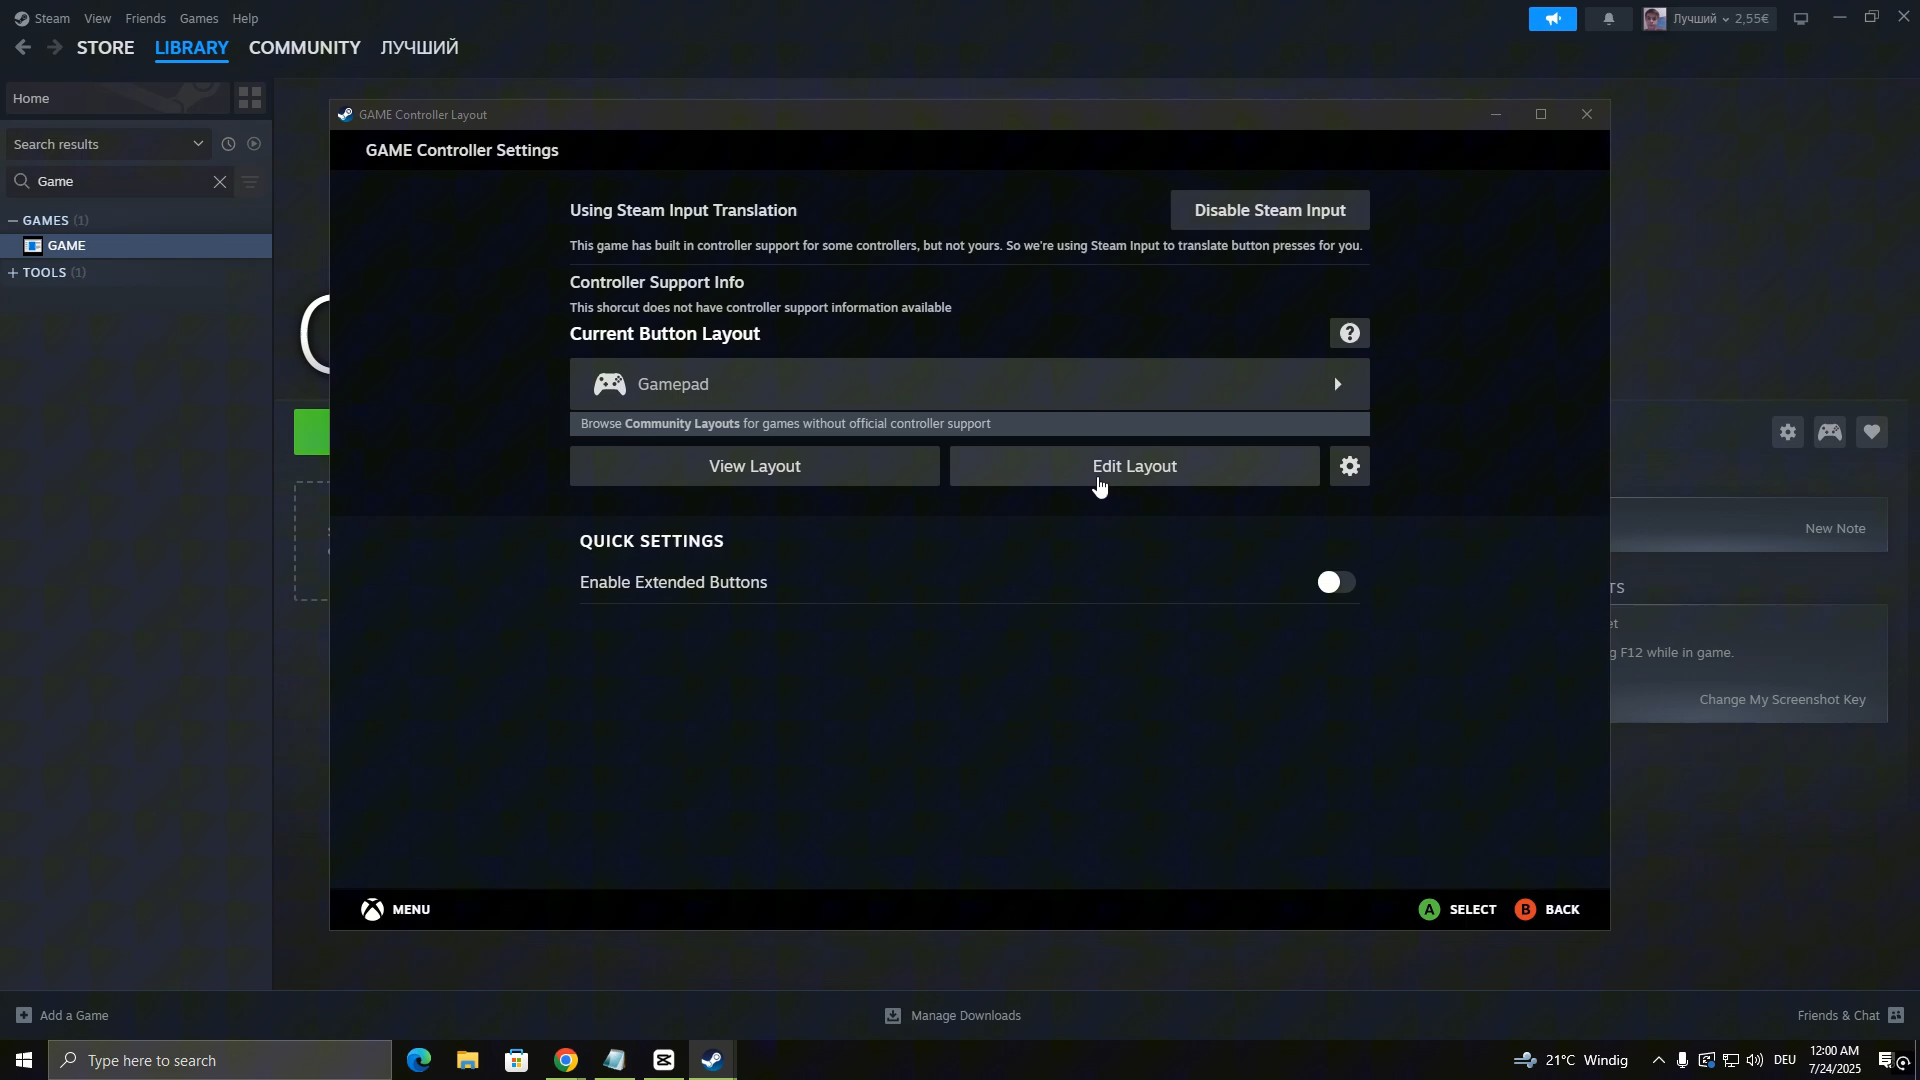 Steam View Friends Games Help
Лучший 2,55€
STORE LIBRARY COMMUNITY ЛУЧШИЙ
Home
GAME Controller Layout
GAME Controller Settings
Search results
Game
GAMES (1)
GAME
TOOLS (1)
Using Steam Input Translation
Disable Steam Input
This game has built in controller support for some controllers, but not yours. So we're using Steam Input to translate button presses for you.
Controller Support Info
This shorcut does not have controller support information available
Current Button Layout
Gamepad
Browse Community Layouts for games without official controller support
View Layout
Edit Layout
QUICK SETTINGS
Enable Extended Buttons
New Note
TS
et
g F12 while in game.
Change My Screenshot Key
MENU
A SELECT B BACK
Add a Game
Manage Downloads
Friends & Chat
Type here to search
21°C Windig
DEU
12:00 AM
7/24/2025